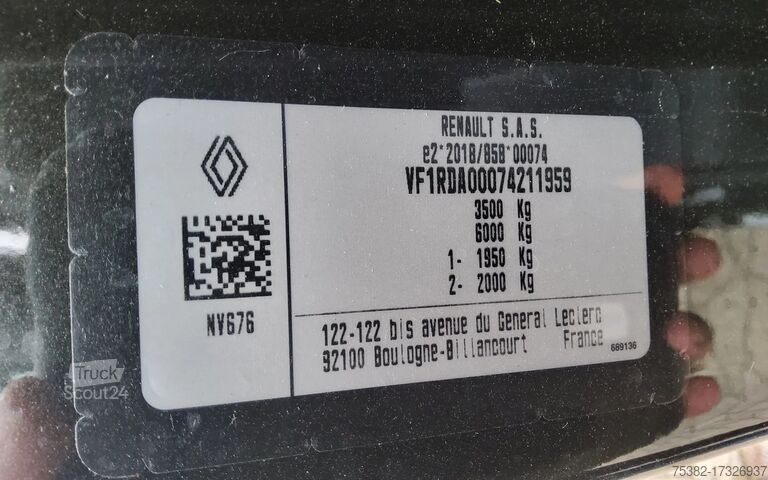 RENAULT S.A.S.
e2*2018/858*00074
VF1RDA00074211959
3500 Kg
6000 Kg
1- 1950 Kg
2- 2000 Kg
NV676
122-122 bis avenue du General Leclerc
92100 Boulogne-Billancourt France
689136
Truck
Scout24
75382-17326937